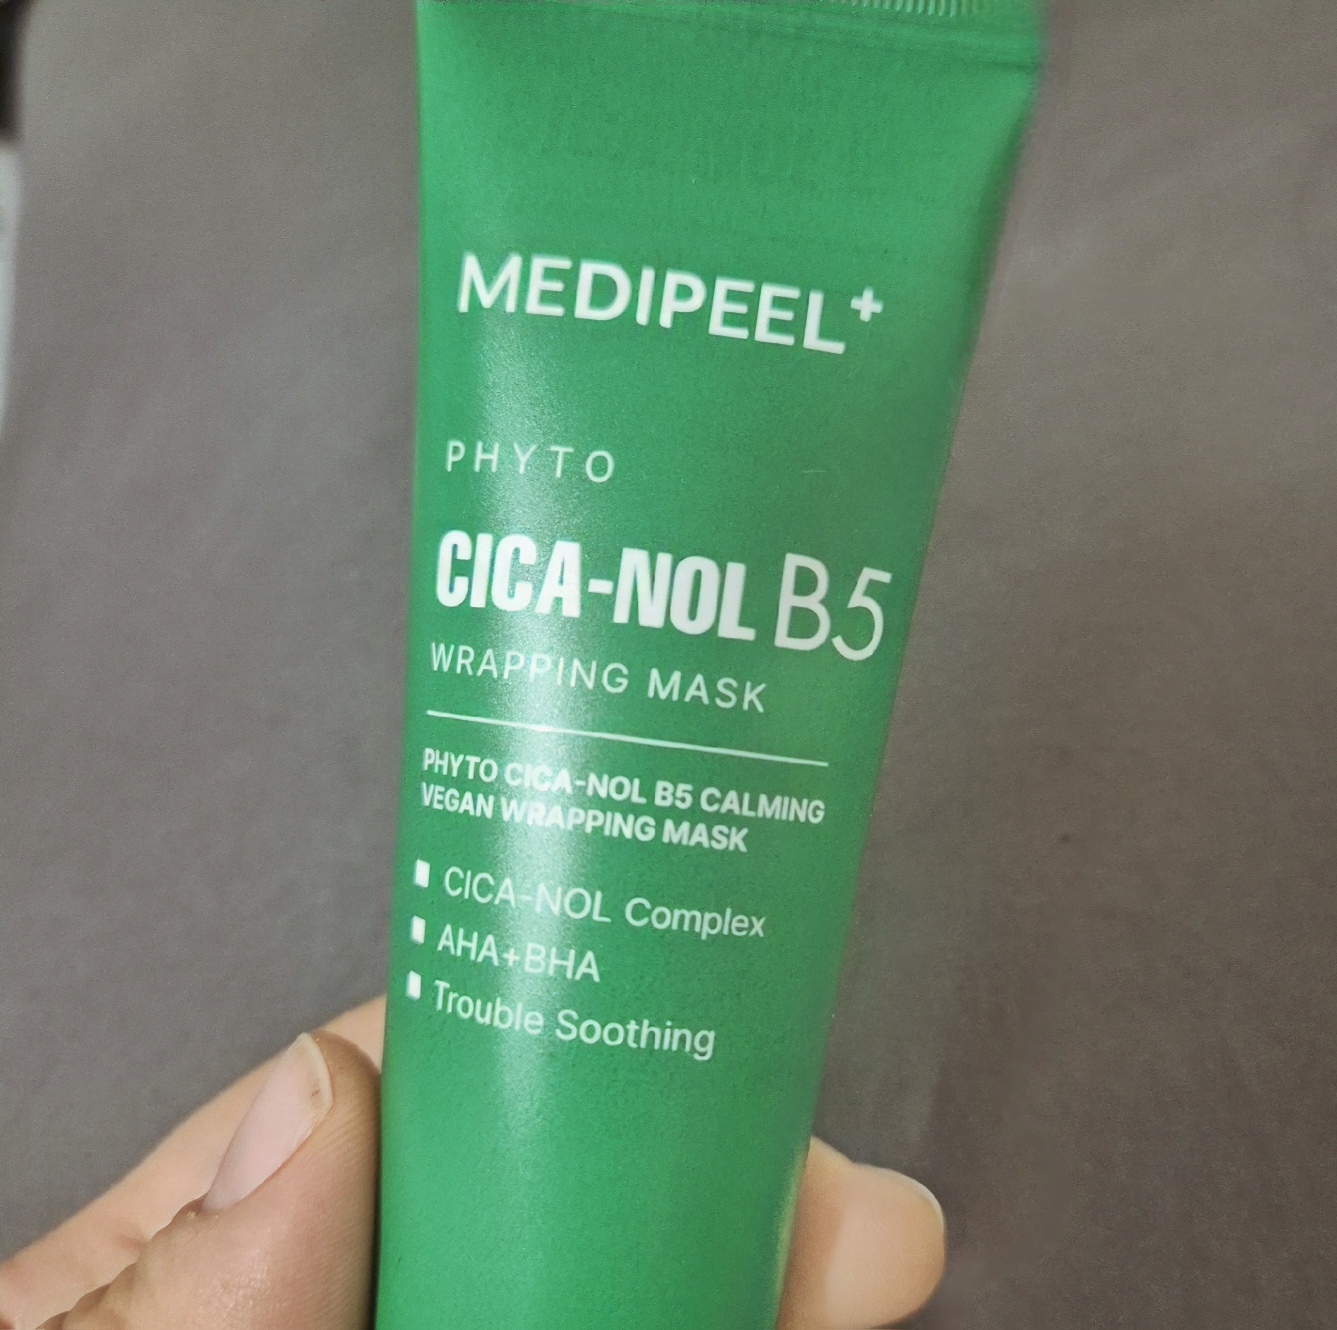 MEDIPEEL+
PHYTO
CICA-NOL B5
WRAPPING MASK
PHYTO CICA-NOL B5 CALMING
VEGAN WRAPPING MASK
CICA-NOL Complex
AHA+BHA
Trouble Soothing